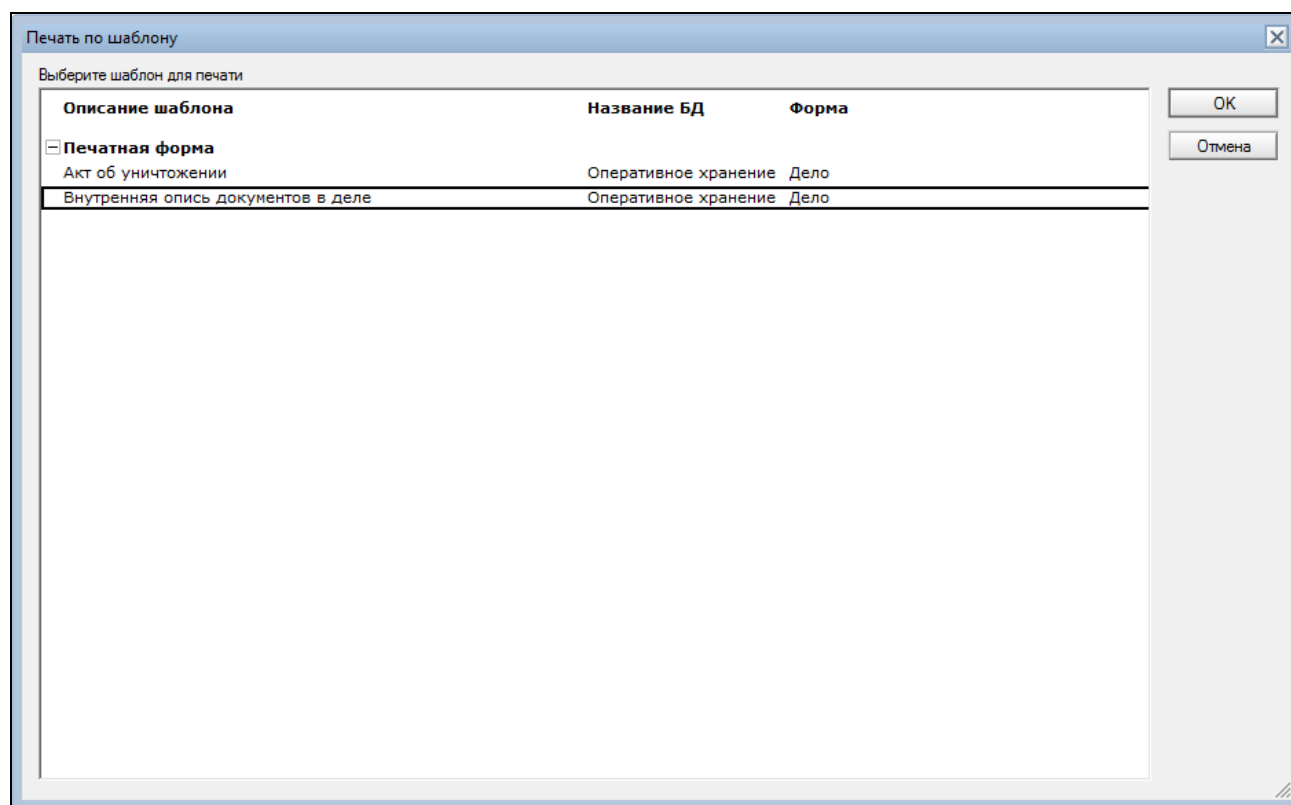 Печать по шаблону
Выберите шаблон для печати
Описание шаблона Название БД Форма
Печатная форма
Акт об уничтожении Оперативное хранение Дело
Внутренняя опись документов в деле Оперативное хранение Дело
OK
Отмена